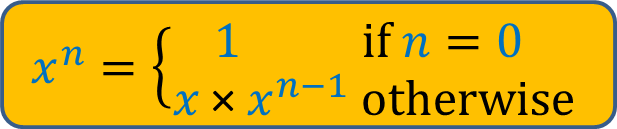 xⁿ = { 1 if n = 0
x × xⁿ⁻¹ otherwise